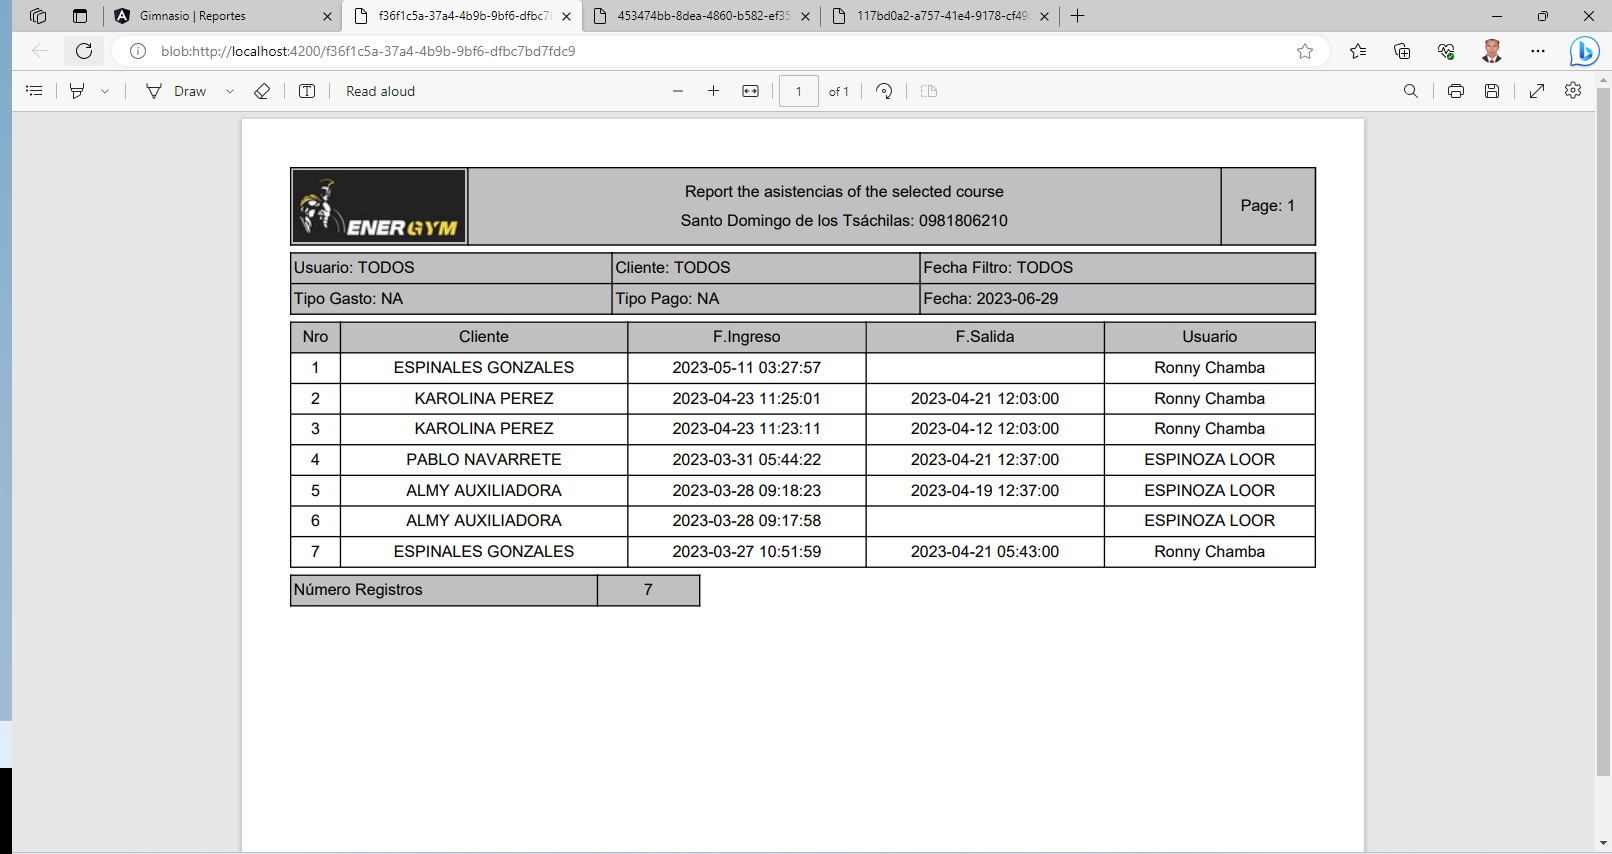 Gimnasio | Reportes
f36f1c5a-37a4-4b9b-9bf6-dfbc7b
453474bb-8dea-4860-b582-ef35
117bd0a2-a757-41e4-9178-cf49
blob:http://localhost:4200/f36f1c5a-37a4-4b9b-9bf6-dfbc7bd7fdc9
Draw
Read aloud
1 of 1
ENERGYM
Report the asistencias of the selected course
Santo Domingo de los Tsáchilas: 0981806210
Page: 1
Usuario: TODOS Cliente: TODOS Fecha Filtro: TODOS
Tipo Gasto: NA Tipo Pago: NA Fecha: 2023-06-29
Nro Cliente F.Ingreso F.Salida Usuario
1 ESPINALES GONZALES 2023-05-11 03:27:57 Ronny Chamba
2 KAROLINA PEREZ 2023-04-23 11:25:01 2023-04-21 12:03:00 Ronny Chamba
3 KAROLINA PEREZ 2023-04-23 11:23:11 2023-04-12 12:03:00 Ronny Chamba
4 PABLO NAVARRETE 2023-03-31 05:44:22 2023-04-21 12:37:00 ESPINOZA LOOR
5 ALMY AUXILIADORA 2023-03-28 09:18:23 2023-04-19 12:37:00 ESPINOZA LOOR
6 ALMY AUXILIADORA 2023-03-28 09:17:58 ESPINOZA LOOR
7 ESPINALES GONZALES 2023-03-27 10:51:59 2023-04-21 05:43:00 Ronny Chamba
Número Registros 7